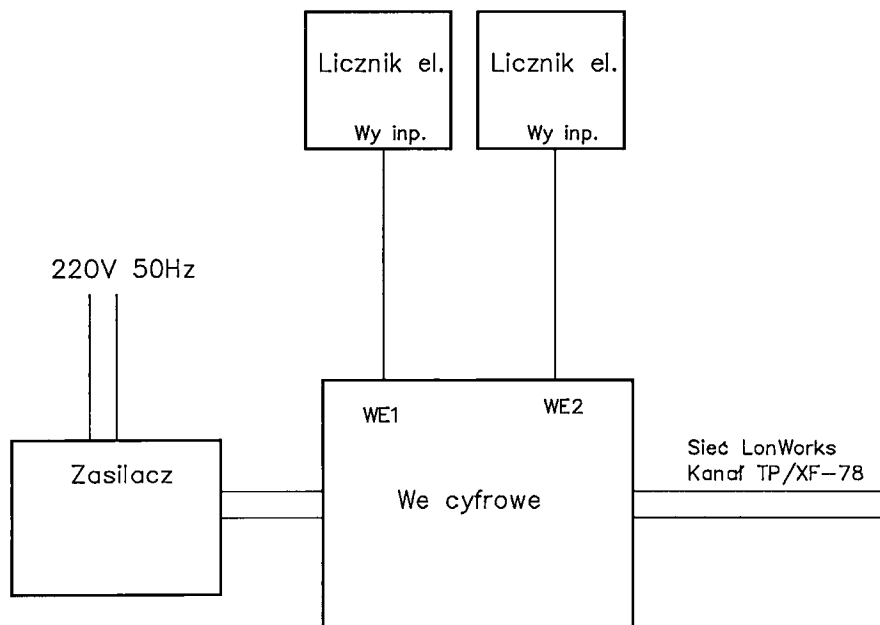 Licznik el.
Wy inp.
Licznik el.
Wy inp.
220V 50Hz
WE1
WE2
Zasilacz
We cyfrowe
Sieć LonWorks
Kanał TP/XF-78